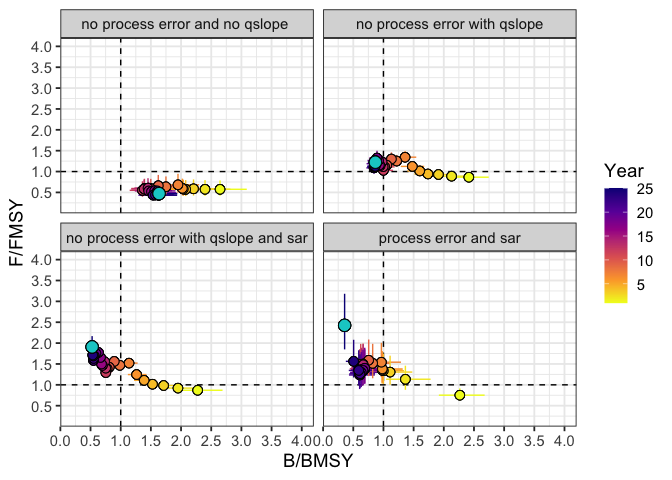 no process error and no qslope
no process error with qslope
4.0
3.5
3.0
2.5
2.0
1.5
1.0
0.5
no process error with qslope and sar
process error and sar
4.0
3.5
3.0
2.5
2.0
1.5
1.0
0.5
0.0 0.5 1.0 1.5 2.0 2.5 3.0 3.5 4.0 0.0 0.5 1.0 1.5 2.0 2.5 3.0 3.5 4.0
B/BMSY
F/FMSY
Year
25
20
15
10
5